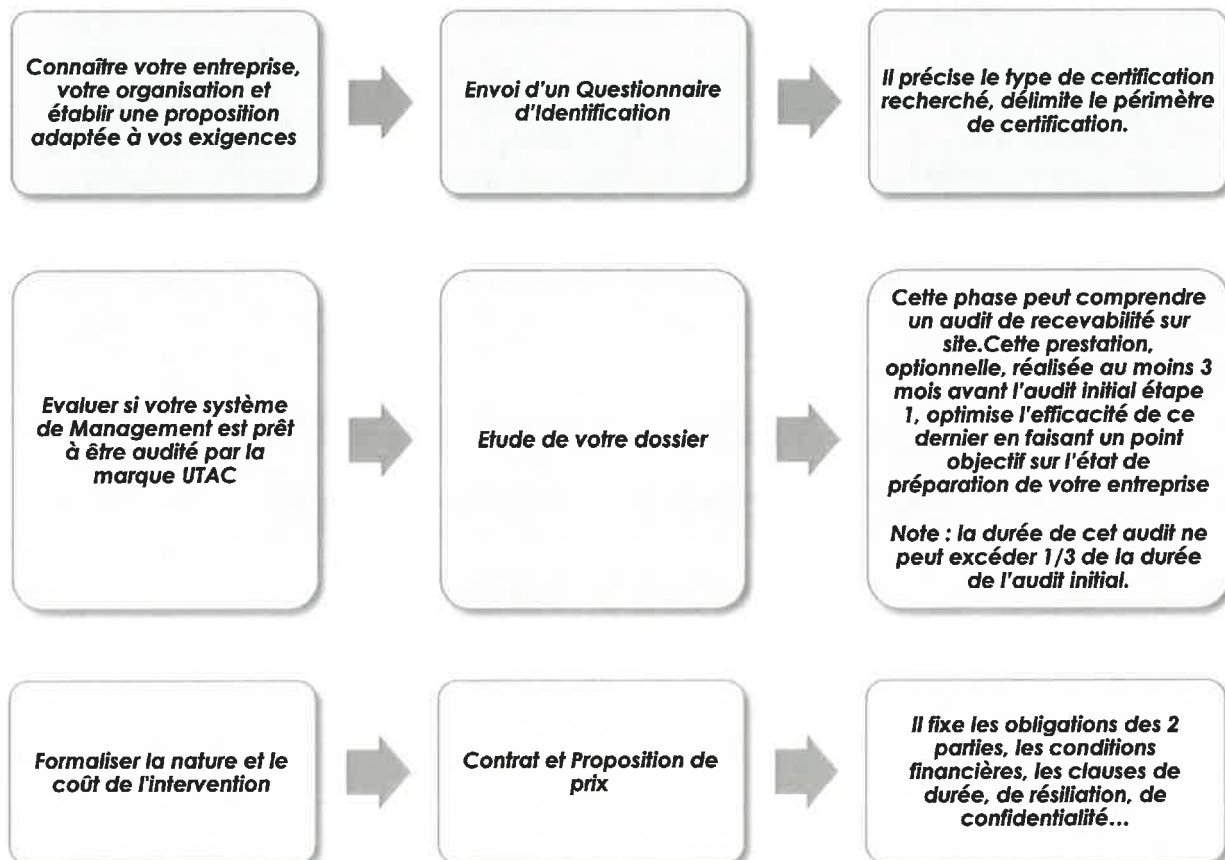 Connaître votre entreprise,
votre organisation et
établir une proposition
adaptée à vos exigences
Envoi d'un Questionnaire
d'Identification
Il précise le type de certification
recherché, délimite le périmètre
de certification.
Evaluer si votre système
de Management est prêt
à être audité par la
marque UTAC
Etude de votre dossier
Cette phase peut comprendre
un audit de recevabilité sur
site.Cette prestation,
optionnelle, réalisée au moins 3
mois avant l'audit initial étape
1, optimise l'efficacité de ce
dernier en faisant un point
objectif sur l'état de
préparation de votre entreprise
Note : la durée de cet audit ne
peut excéder 1/3 de la durée
de l'audit initial.
Formaliser la nature et le
coût de l'intervention
Contrat et Proposition de
prix
Il fixe les obligations des 2
parties, les conditions
financières, les clauses de
durée, de résiliation, de
confidentialité...